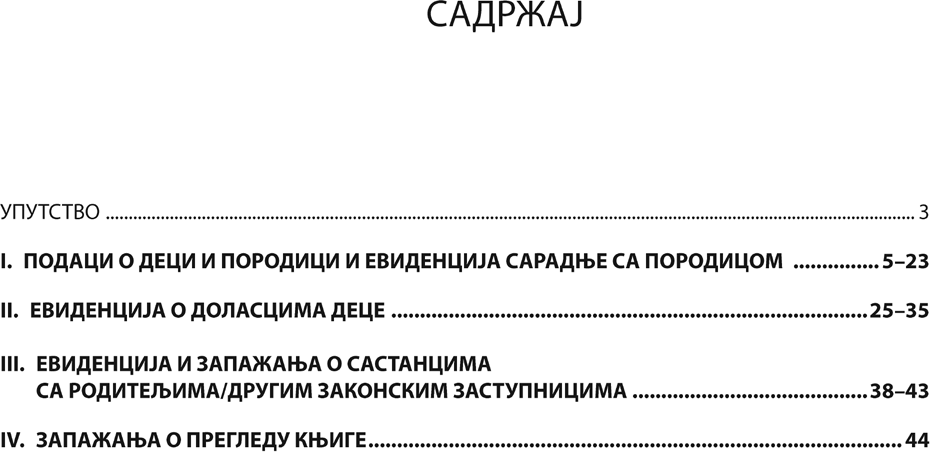 САДРЖАЈ
УПУТСТВО ........................................................................................................................ 3
I. ПОДАЦИ О ДЕЦИ И ПОРОДИЦИ И ЕВИДЕНЦИЈА САРАДЊЕ СА ПОРОДИЦОМ ............... 5–23
II. ЕВИДЕНЦИЈА О ДОЛАСЦИМА ДЕЦЕ ................................................................................. 25–35
III. ЕВИДЕНЦИЈА И ЗАПАЖАЊА О САСТАНЦИМА
СА РОДИТЕЉИМА/ДРУГИМ ЗАКОНСКИМ ЗАСТУПНИЦИМА ........................................ 38–43
IV. ЗАПАЖАЊА О ПРЕГЛЕДУ КЊИГЕ........................................................................................... 44